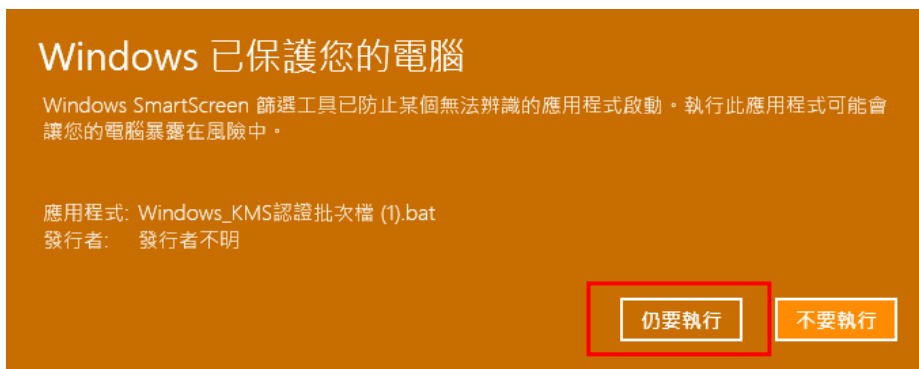 Windows 已保護您的電腦
Windows SmartScreen 篩選工具已防止某個無法辨識的應用程式啟動。執行此應用程式可能會
讓您的電腦暴露在風險中。
應用程式: Windows_KMS認證批次檔 (1).bat
發行者: 發行者不明
仍要執行 不要執行